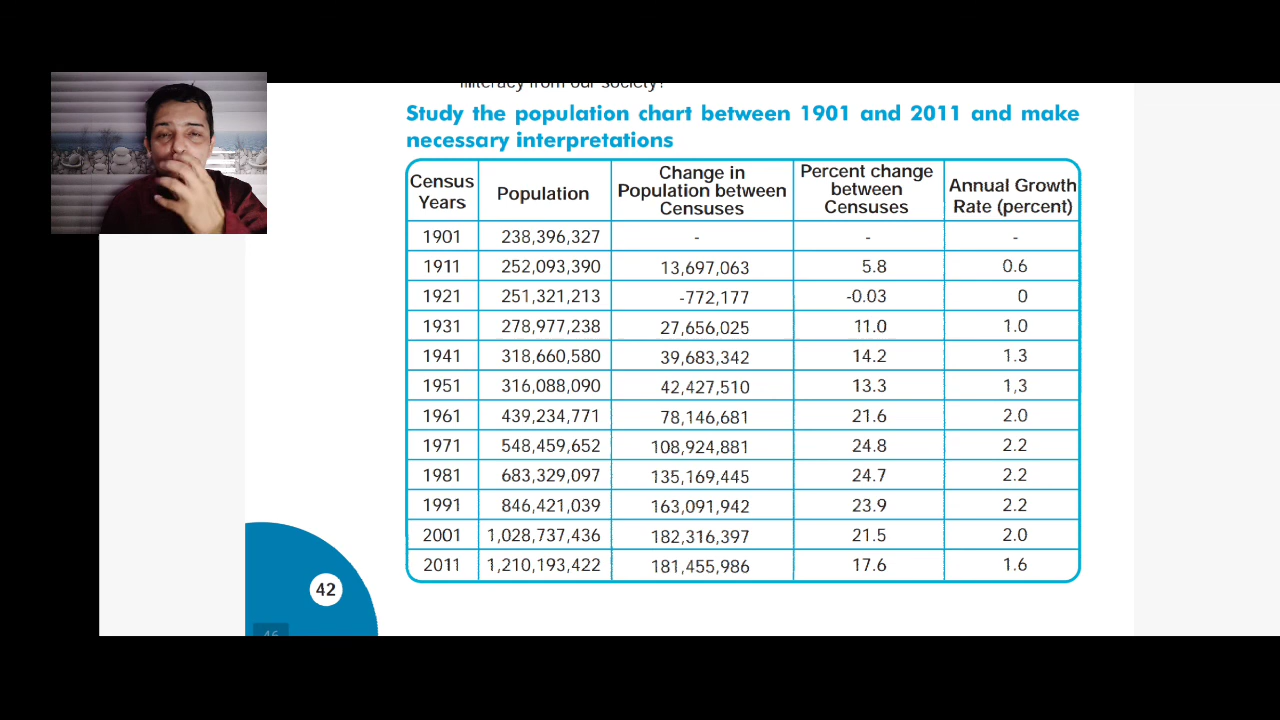 illiteracy from our society?
Study the population chart between 1901 and 2011 and make
necessary interpretations
Census Years | Population | Change in Population between Censuses | Percent change between Censuses | Annual Growth Rate (percent)
1901 | 238,396,327 | - | - | -
1911 | 252,093,390 | 13,697,063 | 5.8 | 0.6
1921 | 251,321,213 | -772,177 | -0.03 | 0
1931 | 278,977,238 | 27,656,025 | 11.0 | 1.0
1941 | 318,660,580 | 39,683,342 | 14.2 | 1.3
1951 | 316,088,090 | 42,427,510 | 13.3 | 1,3
1961 | 439,234,771 | 78,146,681 | 21.6 | 2.0
1971 | 548,459,652 | 108,924,881 | 24.8 | 2.2
1981 | 683,329,097 | 135,169,445 | 24.7 | 2.2
1991 | 846,421,039 | 163,091,942 | 23.9 | 2.2
2001 | 1,028,737,436 | 182,316,397 | 21.5 | 2.0
2011 | 1,210,193,422 | 181,455,986 | 17.6 | 1.6
42
46